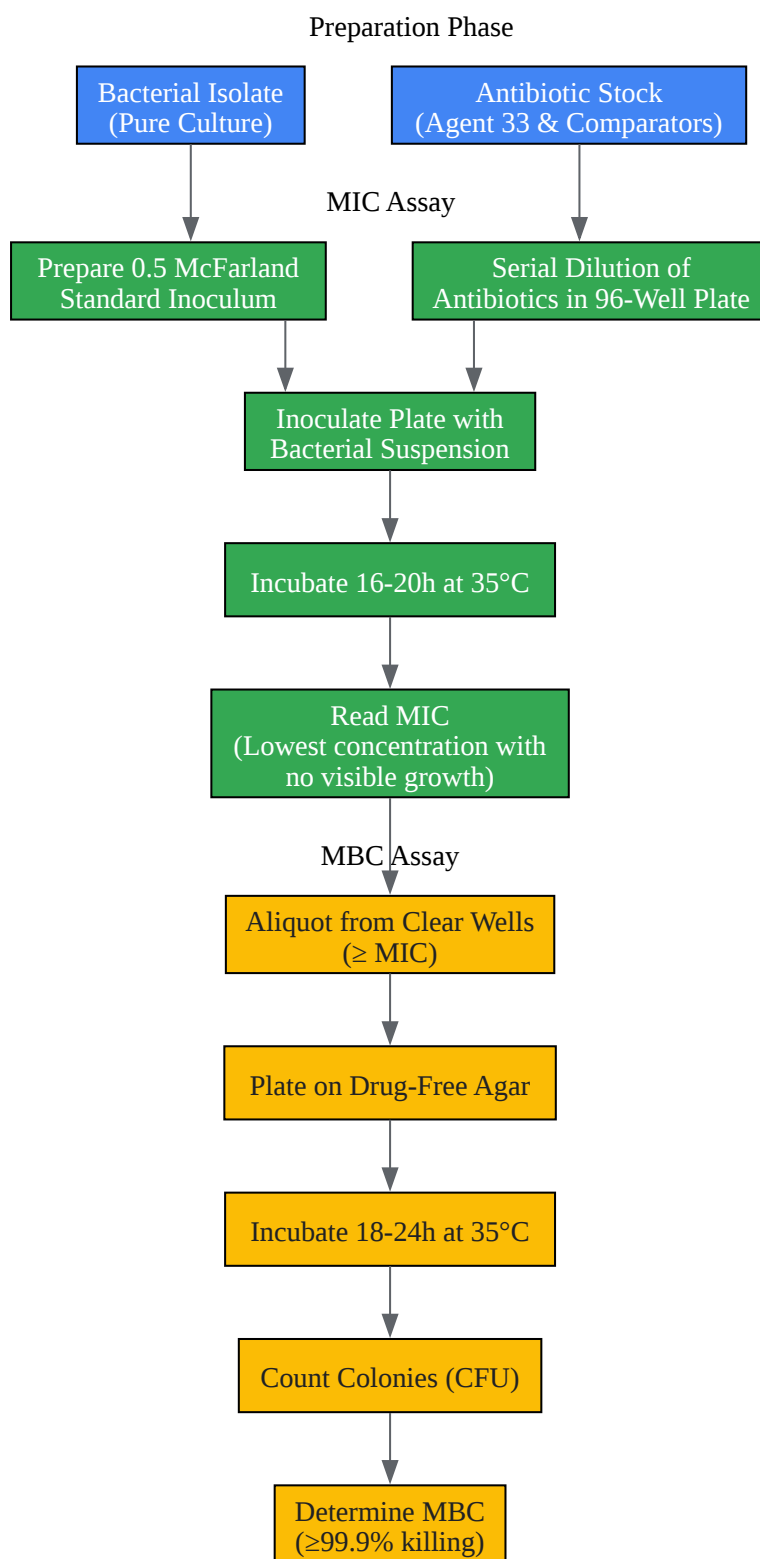 Preparation Phase
Bacterial Isolate
(Pure Culture)
Antibiotic Stock
(Agent 33 & Comparators)
MIC Assay
Prepare 0.5 McFarland
Standard Inoculum
Serial Dilution of
Antibiotics in 96-Well Plate
Inoculate Plate with
Bacterial Suspension
Incubate 16-20h at 35°C
Read MIC
(Lowest concentration with
no visible growth)
MBC Assay
Aliquot from Clear Wells
(≥ MIC)
Plate on Drug-Free Agar
Incubate 18-24h at 35°C
Count Colonies (CFU)
Determine MBC
(≥99.9% killing)